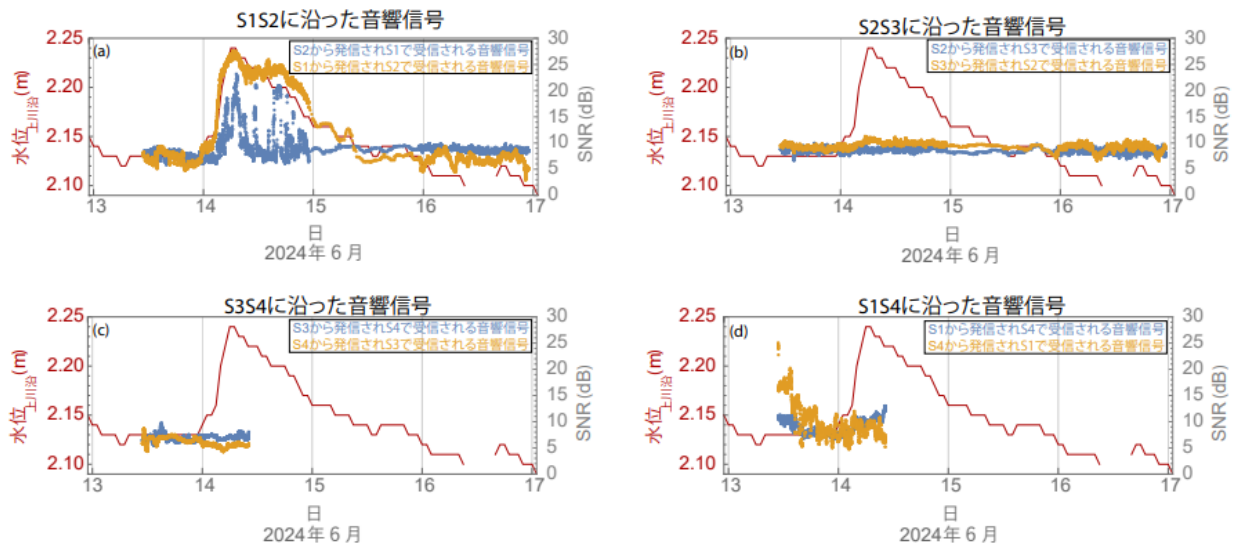 S1S2に沿った音響信号
(a)
S2から発信されS1で受信される音響信号
S1から発信されS2で受信される音響信号
2.25
2.20
2.15
2.10
水位上川沿(m)
30
25
20
15
10
5
0
SNR (dB)
13 14 15 16 17
日
2024年 6 月
S2S3に沿った音響信号
(b)
S2から発信されS3で受信される音響信号
S3から発信されS2で受信される音響信号
2.25
2.20
2.15
2.10
水位上川沿(m)
30
25
20
15
10
5
0
SNR (dB)
13 14 15 16 17
日
2024年 6 月
S3S4に沿った音響信号
(c)
S3から発信されS4で受信される音響信号
S4から発信されS3で受信される音響信号
2.25
2.20
2.15
2.10
水位上川沿(m)
30
25
20
15
10
5
0
SNR (dB)
13 14 15 16 17
日
2024年 6 月
S1S4に沿った音響信号
(d)
S1から発信されS4で受信される音響信号
S4から発信されS1で受信される音響信号
2.25
2.20
2.15
2.10
水位上川沿(m)
30
25
20
15
10
5
0
SNR (dB)
13 14 15 16 17
日
2024年 6 月